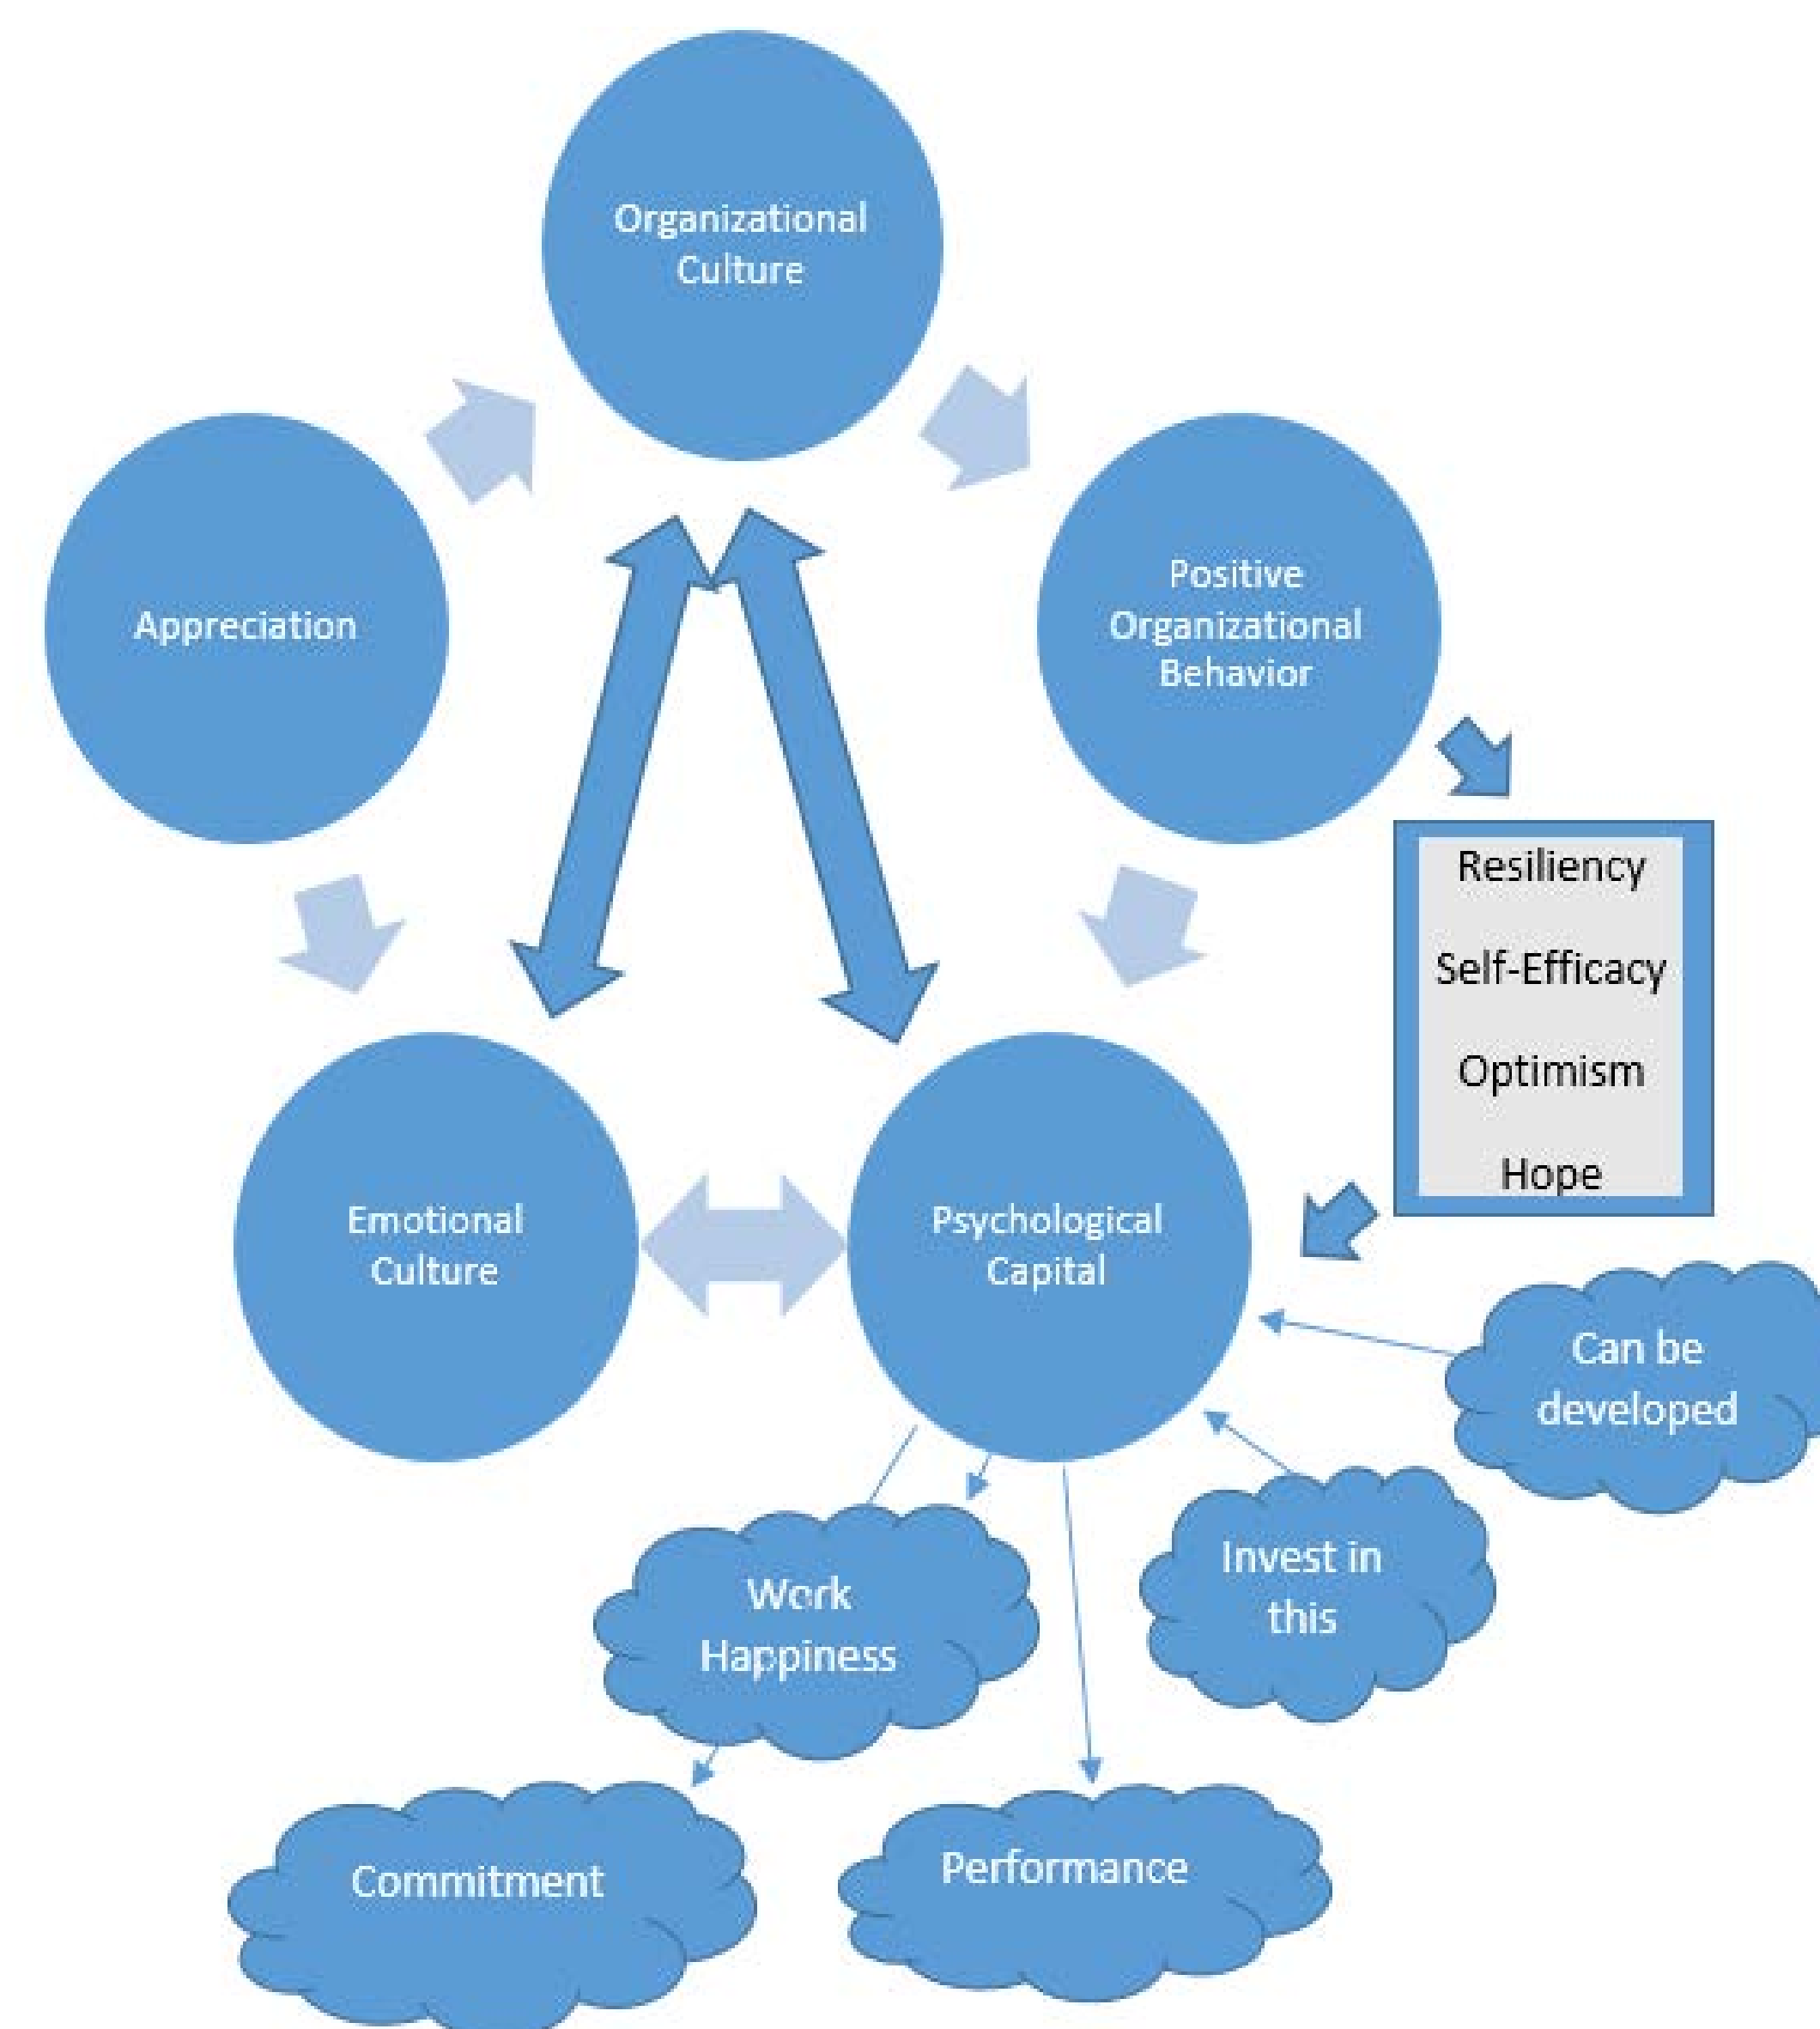 Organizational
Culture
Appreciation
Positive
Organizational
Behavior
Resiliency
Self-Efficacy
Optimism
Hope
Emotional
Culture
Psychological
Capital
Can be
developed
Invest in
this
Work
Happiness
Commitment
Performance